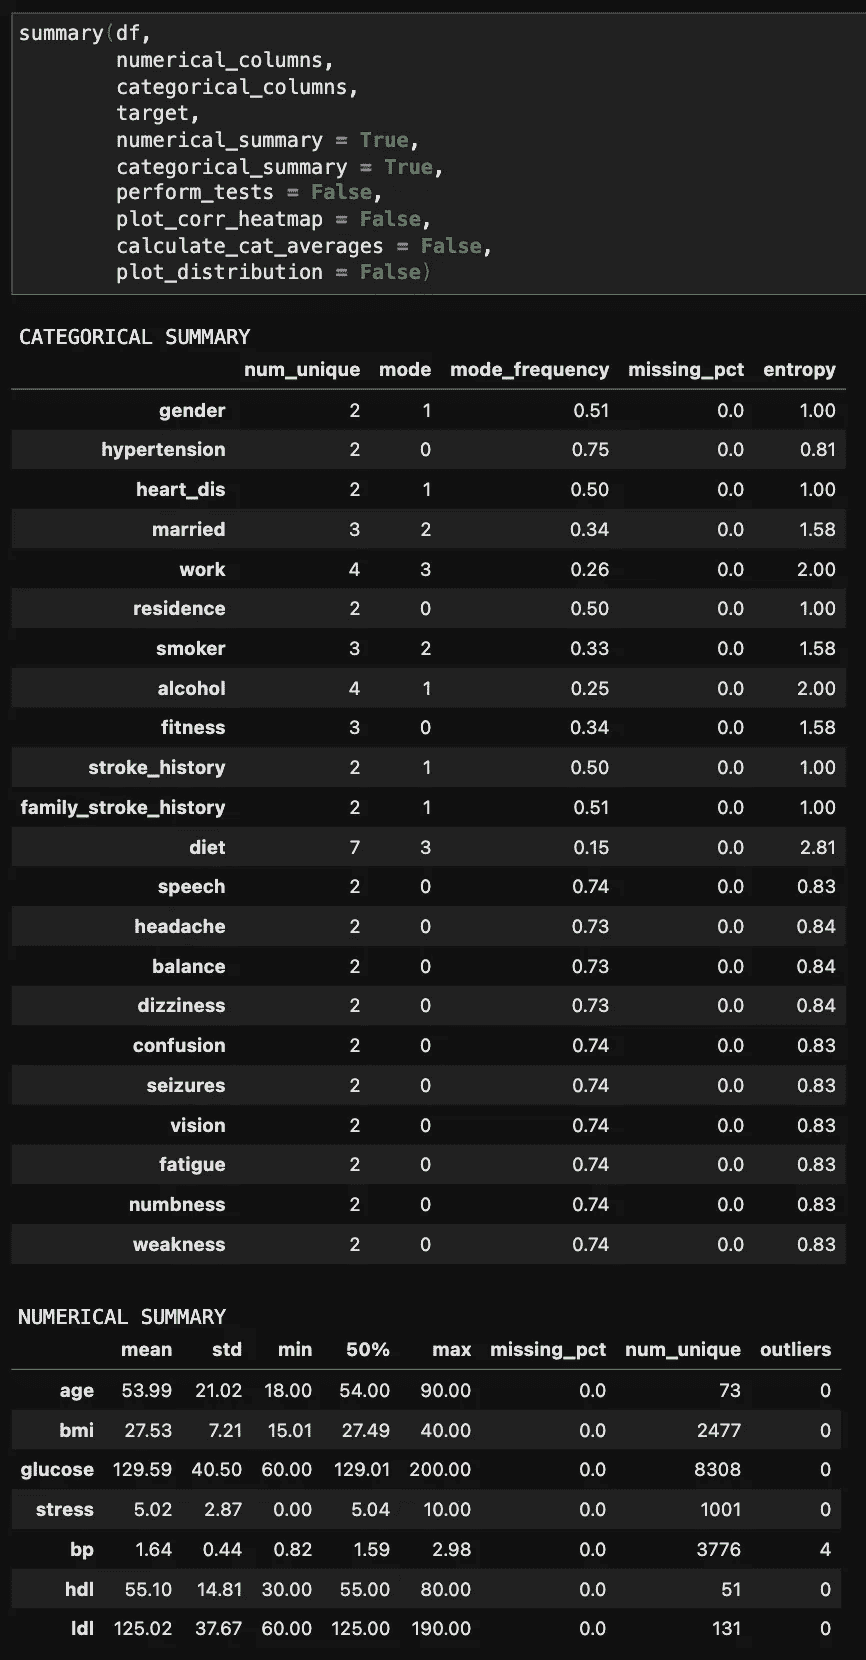 summary(df,
numerical_columns,
categorical_columns,
target,
numerical_summary = True,
categorical_summary = True,
perform_tests = False,
plot_corr_heatmap = False,
calculate_cat_averages = False,
plot_distribution = False)
CATEGORICAL SUMMARY
num_unique mode mode_frequency missing_pct entropy
gender 2 1 0.51 0.0 1.00
hypertension 2 0 0.75 0.0 0.81
heart_dis 2 1 0.50 0.0 1.00
married 3 2 0.34 0.0 1.58
work 4 3 0.26 0.0 2.00
residence 2 0 0.50 0.0 1.00
smoker 3 2 0.33 0.0 1.58
alcohol 4 1 0.25 0.0 2.00
fitness 3 0 0.34 0.0 1.58
stroke_history 2 1 0.50 0.0 1.00
family_stroke_history 2 1 0.51 0.0 1.00
diet 7 3 0.15 0.0 2.81
speech 2 0 0.74 0.0 0.83
headache 2 0 0.73 0.0 0.84
balance 2 0 0.73 0.0 0.84
dizziness 2 0 0.73 0.0 0.84
confusion 2 0 0.74 0.0 0.83
seizures 2 0 0.74 0.0 0.83
vision 2 0 0.74 0.0 0.83
fatigue 2 0 0.74 0.0 0.83
numbness 2 0 0.74 0.0 0.83
weakness 2 0 0.74 0.0 0.83
NUMERICAL SUMMARY
mean std min 50% max missing_pct num_unique outliers
age 53.99 21.02 18.00 54.00 90.00 0.0 73 0
bmi 27.53 7.21 15.01 27.49 40.00 0.0 2477 0
glucose 129.59 40.50 60.00 129.01 200.00 0.0 8308 0
stress 5.02 2.87 0.00 5.04 10.00 0.0 1001 0
bp 1.64 0.44 0.82 1.59 2.98 0.0 3776 4
hdl 55.10 14.81 30.00 55.00 80.00 0.0 51 0
ldl 125.02 37.67 60.00 125.00 190.00 0.0 131 0